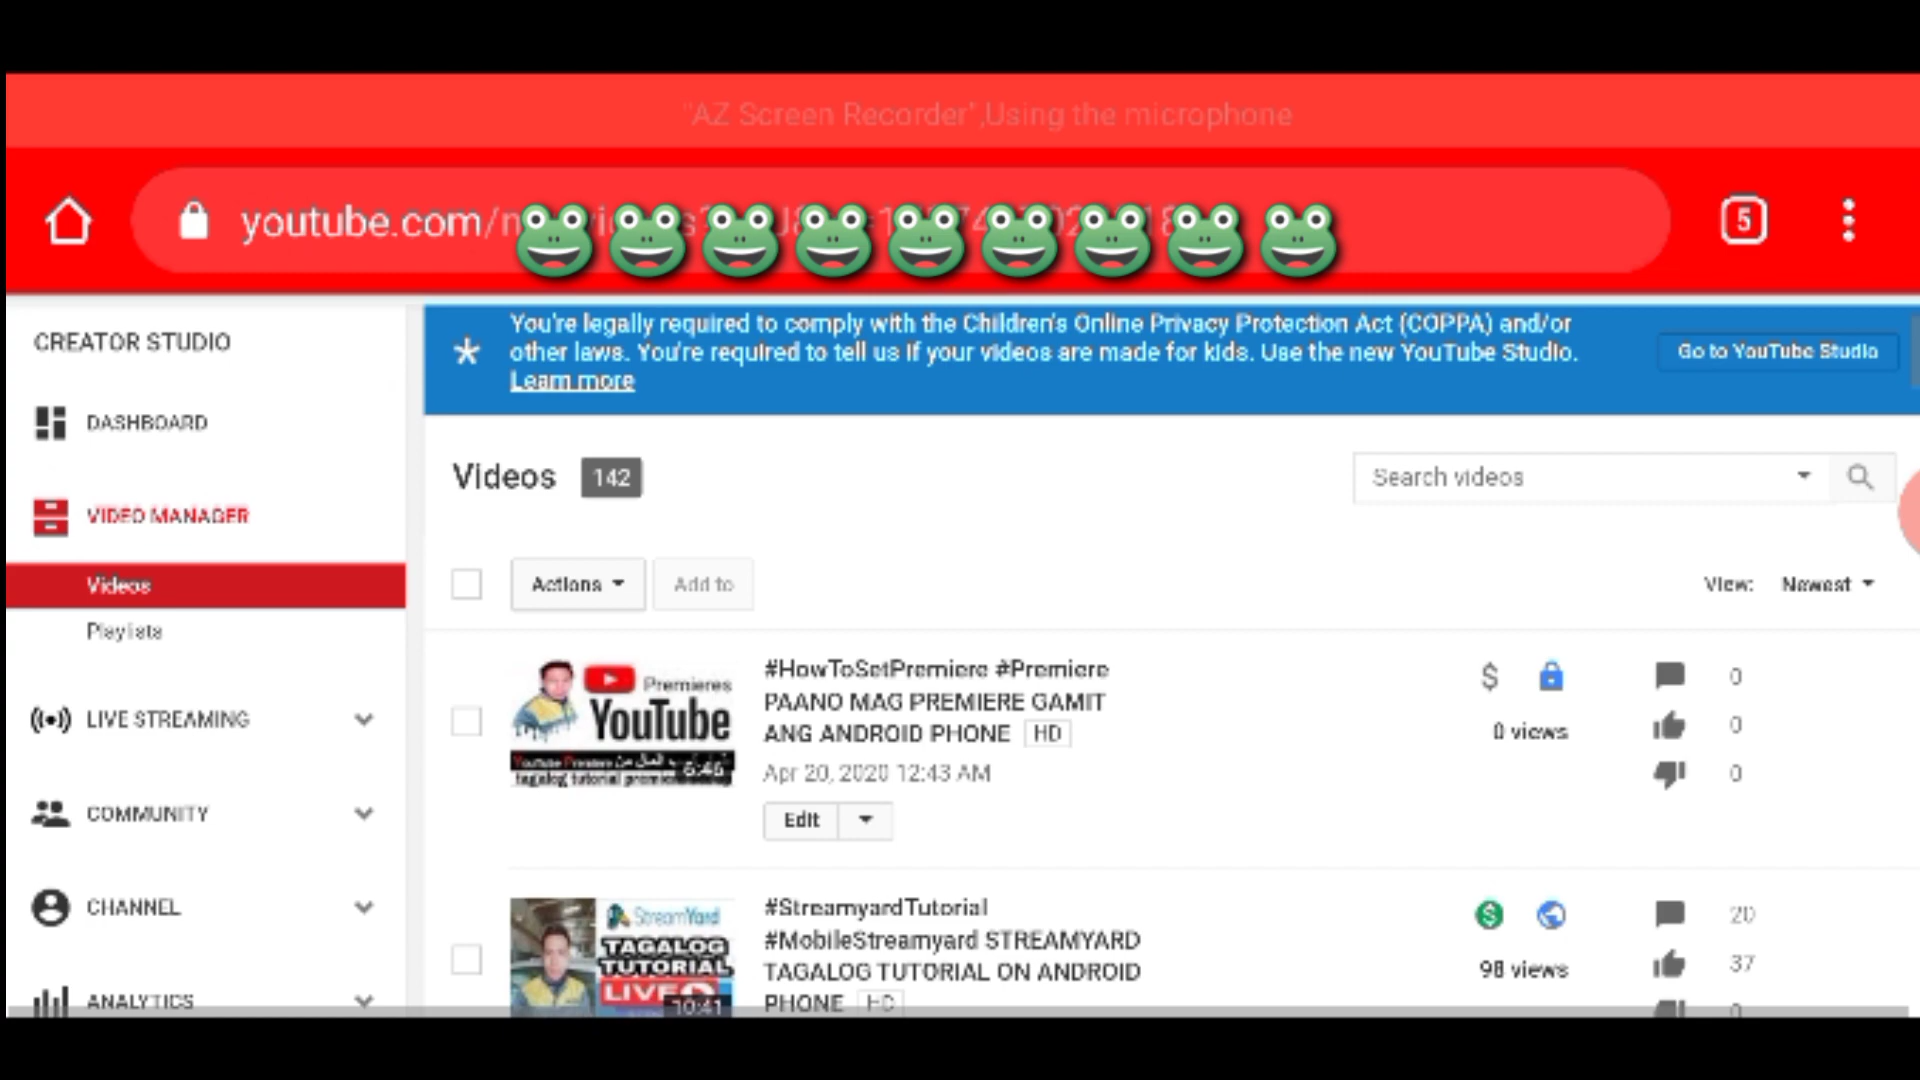 "AZ Screen Recorder",Using the microphone
youtube.com/
5
CREATOR STUDIO
You're legally required to comply with the Children's Online Privacy Protection Act (COPPA) and/or
other laws. You're required to tell us if your videos are made for kids. Use the new YouTube Studio.
Learn more
Go to YouTube Studio
DASHBOARD
Videos 142
Search videos
VIDEO MANAGER
Videos
Playlists
Actions
Add to
View: Newest
LIVE STREAMING
COMMUNITY
CHANNEL
ANALYTICS
Premieres
YouTube
6:45
#HowToSetPremiere #Premiere
PAANO MAG PREMIERE GAMIT
ANG ANDROID PHONE HD
Apr 20, 2020 12:43 AM
Edit
$
0 views
0
0
0
StreamYard
TAGALOG
TUTORIAL
LIVE
10:41
#StreamyardTutorial
#MobileStreamyard STREAMYARD
TAGALOG TUTORIAL ON ANDROID
PHONE HD
$
98 views
20
37
0